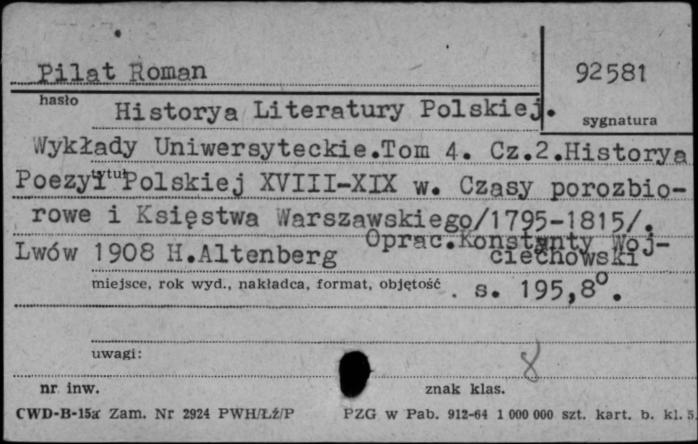 Piłat Roman
92581
hasło
Historya Literatury Polskiej.
sygnatura
Wykłady Uniwersyteckie.Tom 4. Cz.2.Historya
tytuł
Poezyi Polskiej XVIII-XIX w. Czasy porozbio-
rowe i Księstwa Warszawskiego/1795-1815/.
Oprac.Konstanty Woj-
Lwów 1908 H.Altenberg ciechowski
miejsce, rok wyd., nakładca, format, objętość
. s. 195,8°.
uwagi:
8
nr inw.
znak klas.
CWD-B-15a Zam. Nr 2924 PWH/Łź/P
PZG w Pab. 912-64 1 000 000 szt. kart. b. kl. 5.